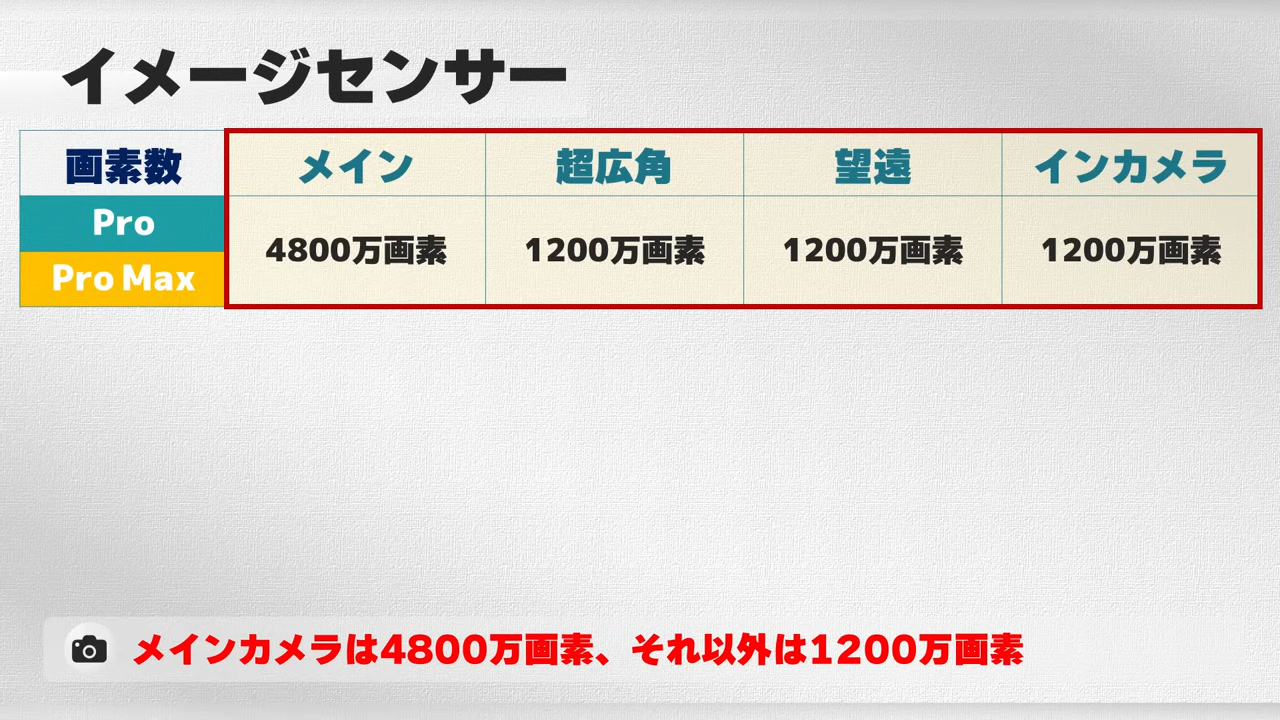 イメージセンサー
画素数 メイン 超広角 望遠 インカメラ
Pro
4800万画素 1200万画素 1200万画素 1200万画素
Pro Max
メインカメラは4800万画素、それ以外は1200万画素